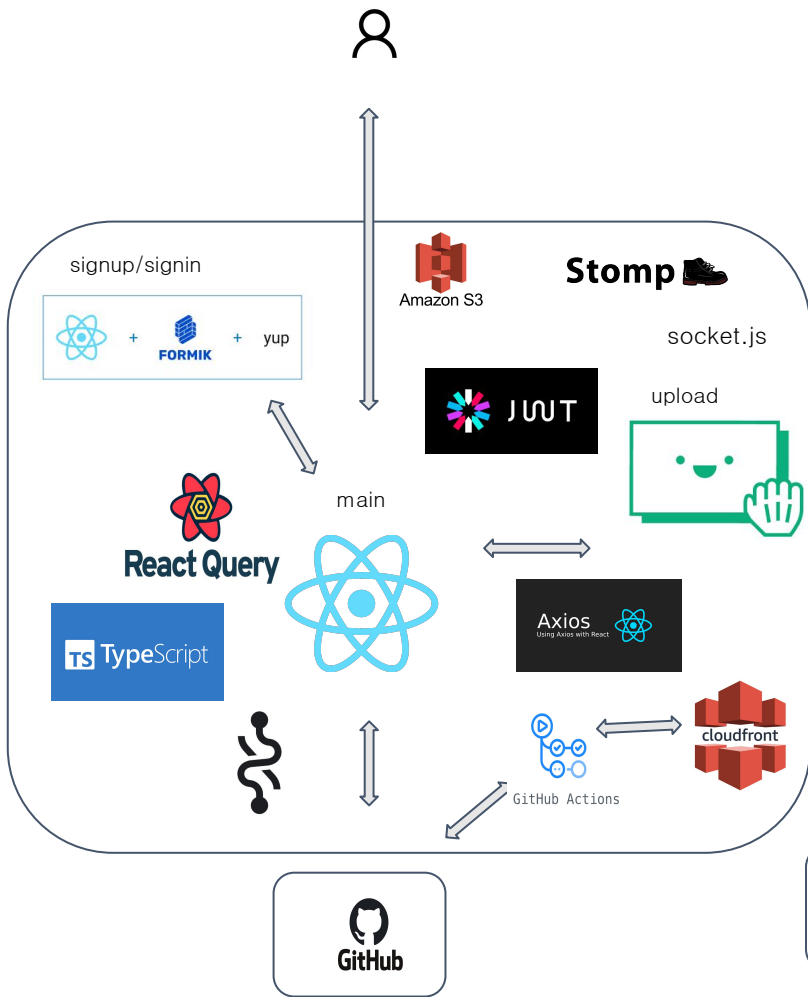 signup/signin
+ FORMIK + yup
Amazon S3
Stomp
socket.js
JWT
upload
main
React Query
TS TypeScript
Axios
Using Axios with React
cloudfront
GitHub Actions
GitHub